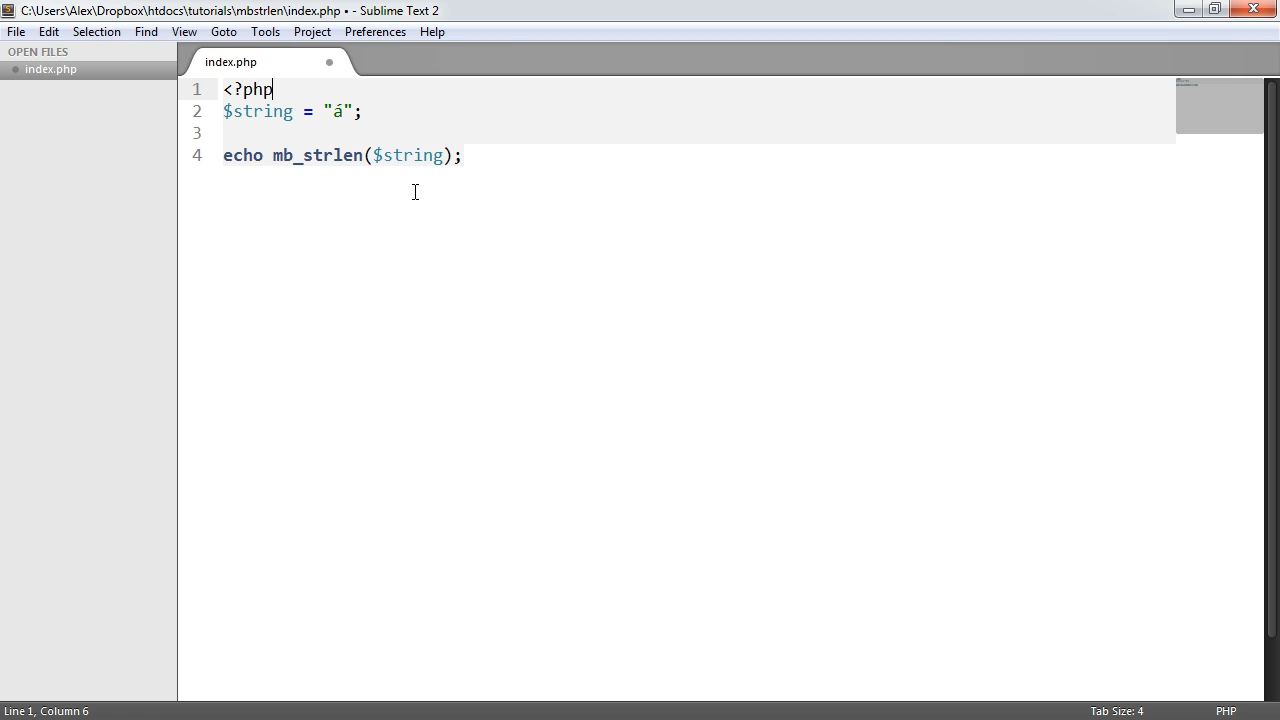 C:\Users\Alex\Dropbox\htdocs\tutorials\mbstrlen\index.php • - Sublime Text 2
File Edit Selection Find View Goto Tools Project Preferences Help
OPEN FILES
index.php
index.php
1 <?php
2 $string = "á";
3
4 echo mb_strlen($string);
Line 1, Column 6 Tab Size: 4 PHP